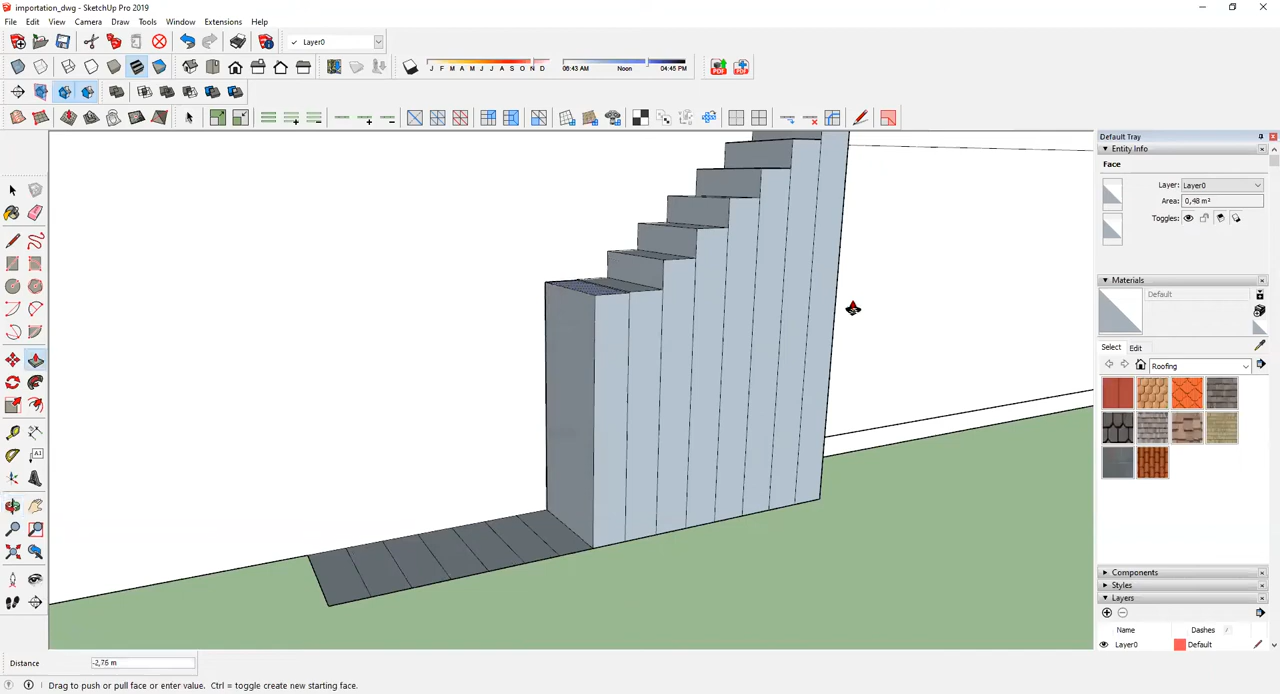 importation_dwg - SketchUp Pro 2019
File Edit View Camera Draw Tools Window Extensions Help
✓ Layer0
J F M A M J J A S O N D
06:43 AM Noon 04:45 PM
PDF PDF
Default Tray
Entity Info
Face
Layer: Layer0
Area: 0,48 m²
Toggles:
Materials
Default
Select Edit
Roofing
A1
Components
Styles
Layers
Name Dashes
Layer0 Default
Distance -2,76 m
Drag to push or pull face or enter value. Ctrl = toggle create new starting face.